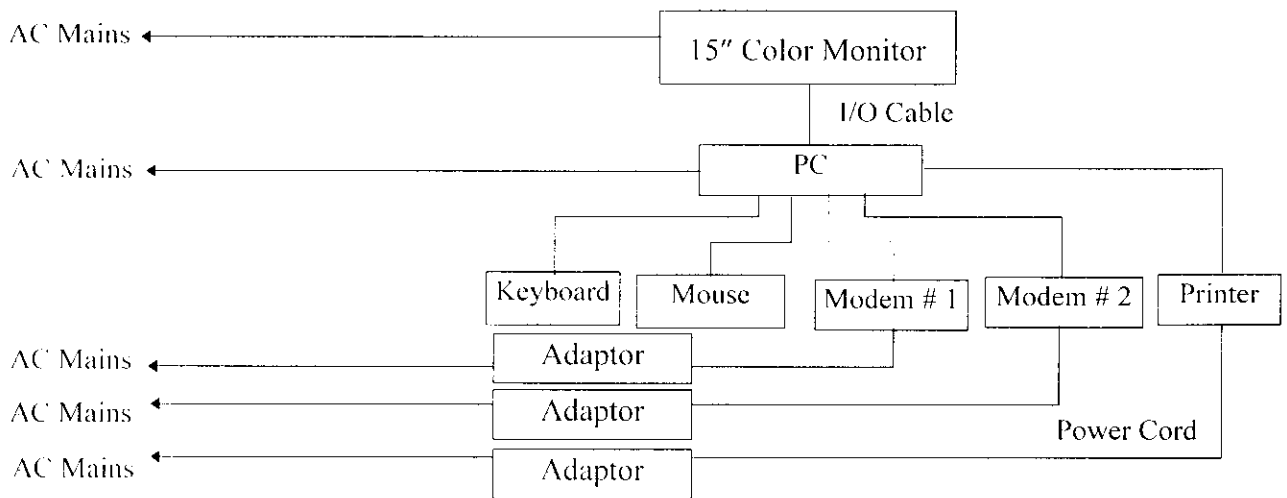 AC Mains
15″ Color Monitor
I/O Cable
AC Mains
PC
Keyboard
Mouse
Modem # 1
Modem # 2
Printer
AC Mains
Adaptor
AC Mains
Adaptor
Power Cord
AC Mains
Adaptor